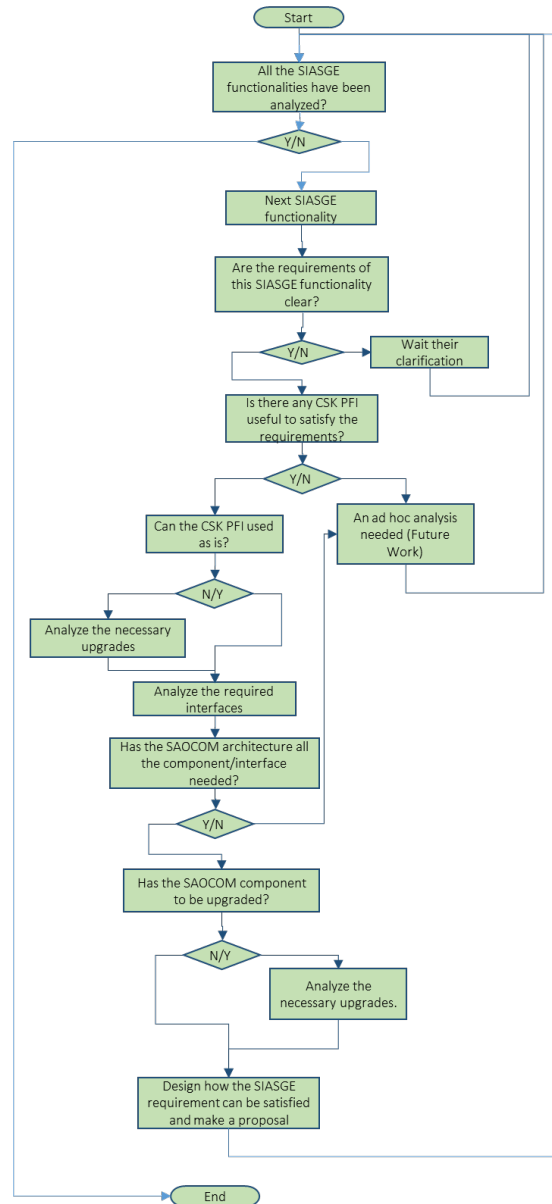 Start
All the SIASGE
functionalities have been
analyzed?
Y/N
Next SIASGE
functionality
Are the requirements of
this SIASGE functionality
clear?
Y/N
Wait their
clarification
Is there any CSK PFI
useful to satisfy the
requirements?
Y/N
Can the CSK PFI used
as is?
An ad hoc analysis
needed (Future
Work)
N/Y
Analyze the necessary
upgrades
Analyze the required
interfaces
Has the SAOCOM architecture all
the component/interface
needed?
Y/N
Has the SAOCOM component
to be upgraded?
N/Y
Analyze the
necessary upgrades.
Design how the SIASGE
requirement can be satisfied
and make a proposal
End